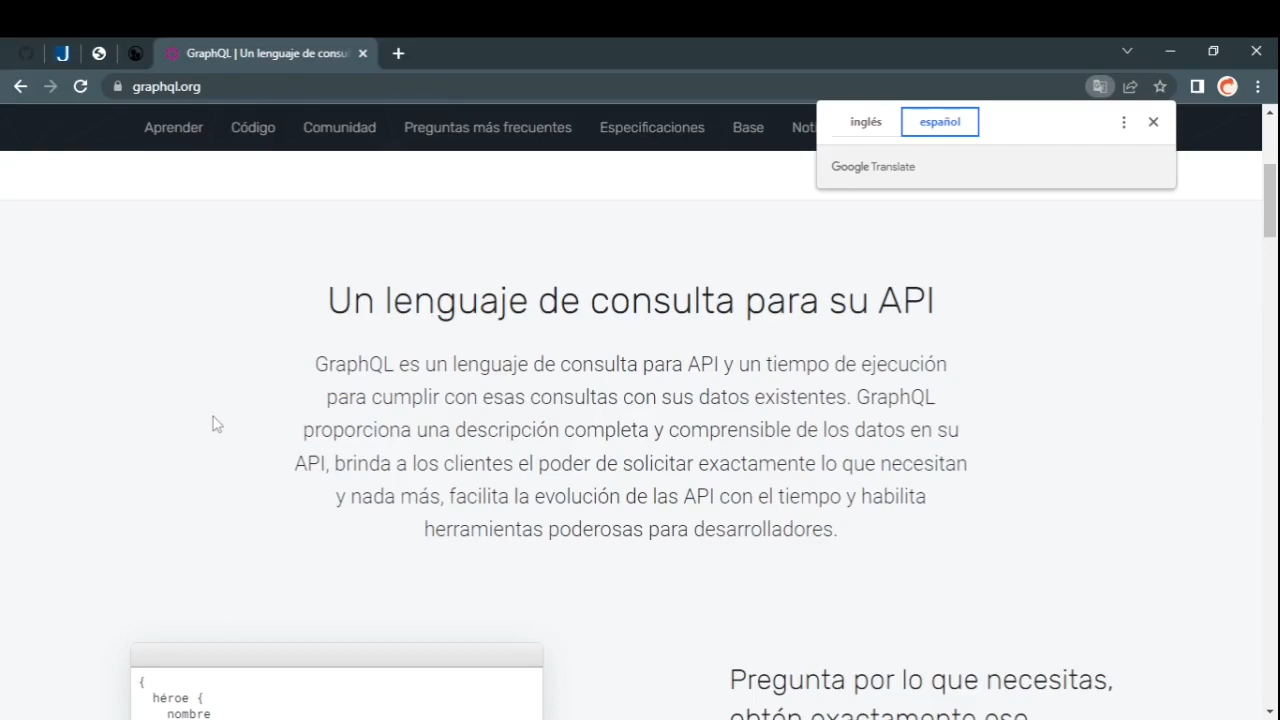 GraphQL | Un lenguaje de consu
graphql.org
Aprender Código Comunidad Preguntas más frecuentes Especificaciones Base
inglés español
Google Translate
Un lenguaje de consulta para su API
GraphQL es un lenguaje de consulta para API y un tiempo de ejecución
para cumplir con esas consultas con sus datos existentes. GraphQL
proporciona una descripción completa y comprensible de los datos en su
API, brinda a los clientes el poder de solicitar exactamente lo que necesitan
y nada más, facilita la evolución de las API con el tiempo y habilita
herramientas poderosas para desarrolladores.
{
héroe {
nombre
Pregunta por lo que necesitas,
obtén exactamente eso